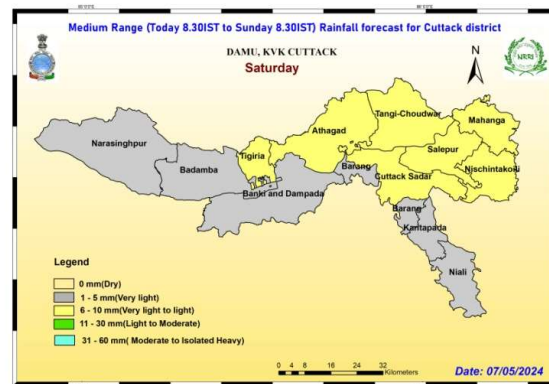 Medium Range (Today 8.30IST to Sunday 8.30IST) Rainfall forecast for Cuttack district
DAMU, KVK CUTTACK
Saturday
N
NRRI
Narasinghpur
Badamba
Tigiria
Banki and Dampada
Athagad
Tangi-Choudwar
Mahanga
Salepur
Nischintakoili
Barang
Cuttack Sadar
Barang
Kantapada
Niali
Legend
0 mm(Dry)
1 - 5 mm(Very light)
6 - 10 mm(Very light to light)
11 - 30 mm(Light to Moderate)
31 - 60 mm( Moderate to Isolated Heavy)
0 4 8 16 24 32
Kilometers
Date: 07/05/2024